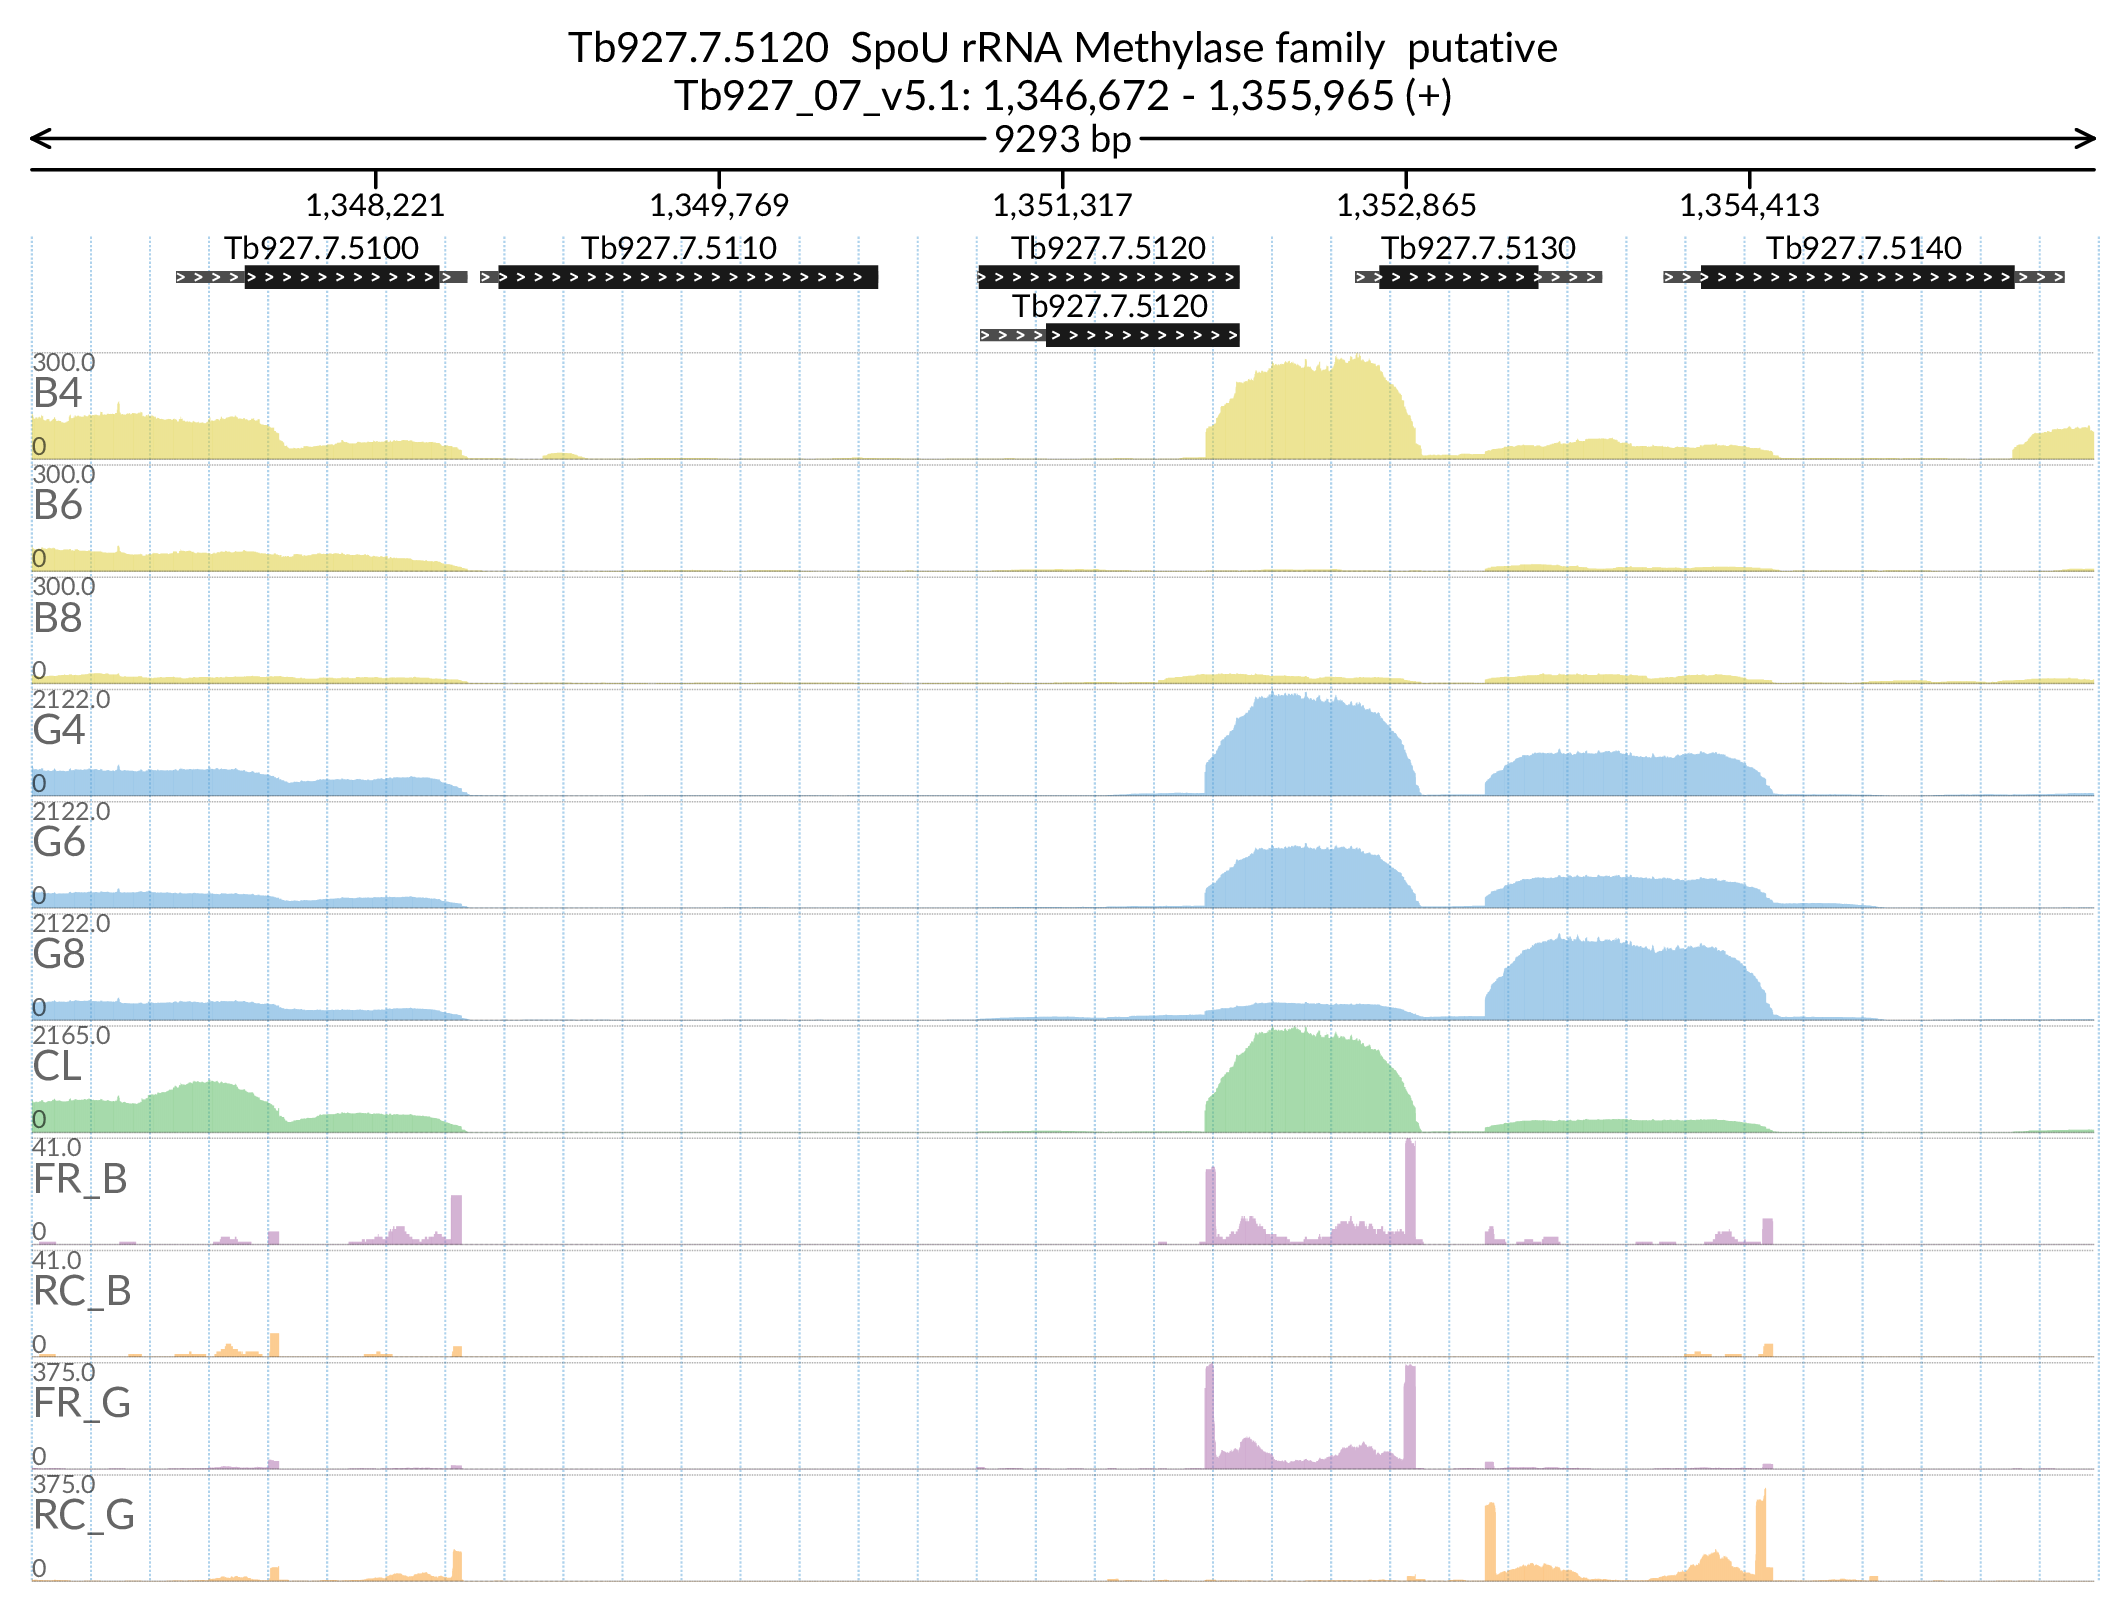 Tb927.7.5120  SpoU rRNA Methylase family  putative
Tb927_07_v5.1: 1,346,672 - 1,355,965 (+)
9293 bp
1,348,221 1,349,769 1,351,317 1,352,865 1,354,413
Tb927.7.5100 Tb927.7.5110 Tb927.7.5120 Tb927.7.5130 Tb927.7.5140
Tb927.7.5120
300.0
B4
0
300.0
B6
0
300.0
B8
0
2122.0
G4
0
2122.0
G6
0
2122.0
G8
0
2165.0
CL
0
41.0
FR_B
0
41.0
RC_B
0
375.0
FR_G
0
375.0
RC_G
0